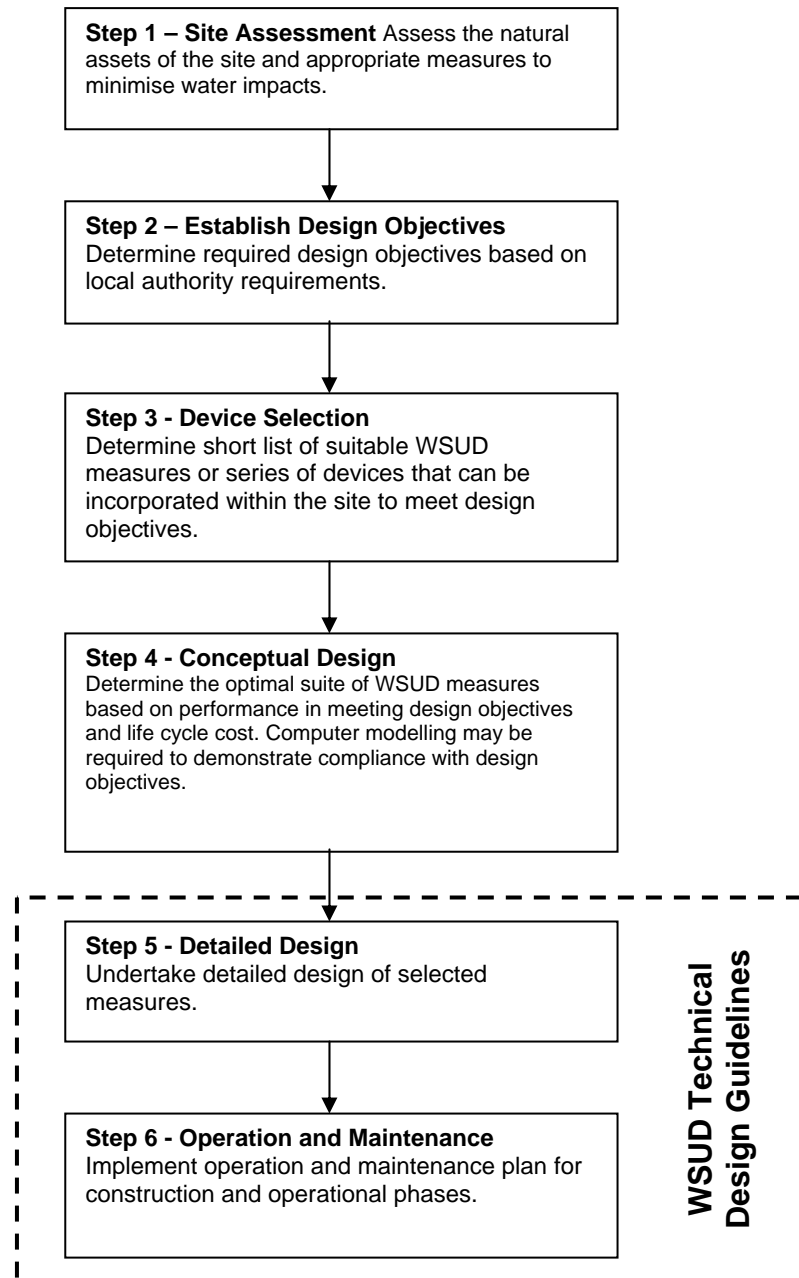 Step 1 – Site Assessment Assess the natural
assets of the site and appropriate measures to
minimise water impacts.
Step 2 – Establish Design Objectives
Determine required design objectives based on
local authority requirements.
Step 3 - Device Selection
Determine short list of suitable WSUD
measures or series of devices that can be
incorporated within the site to meet design
objectives.
Step 4 - Conceptual Design
Determine the optimal suite of WSUD measures
based on performance in meeting design objectives
and life cycle cost. Computer modelling may be
required to demonstrate compliance with design
objectives.
Step 5 - Detailed Design
Undertake detailed design of selected
measures.
Step 6 - Operation and Maintenance
Implement operation and maintenance plan for
construction and operational phases.
WSUD Technical
Design Guidelines